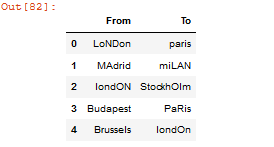 Out[82]:
From To
0 LoNDon paris
1 MAdrid miLAN
2 londON StockhOlm
3 Budapest PaRis
4 Brussels londOn